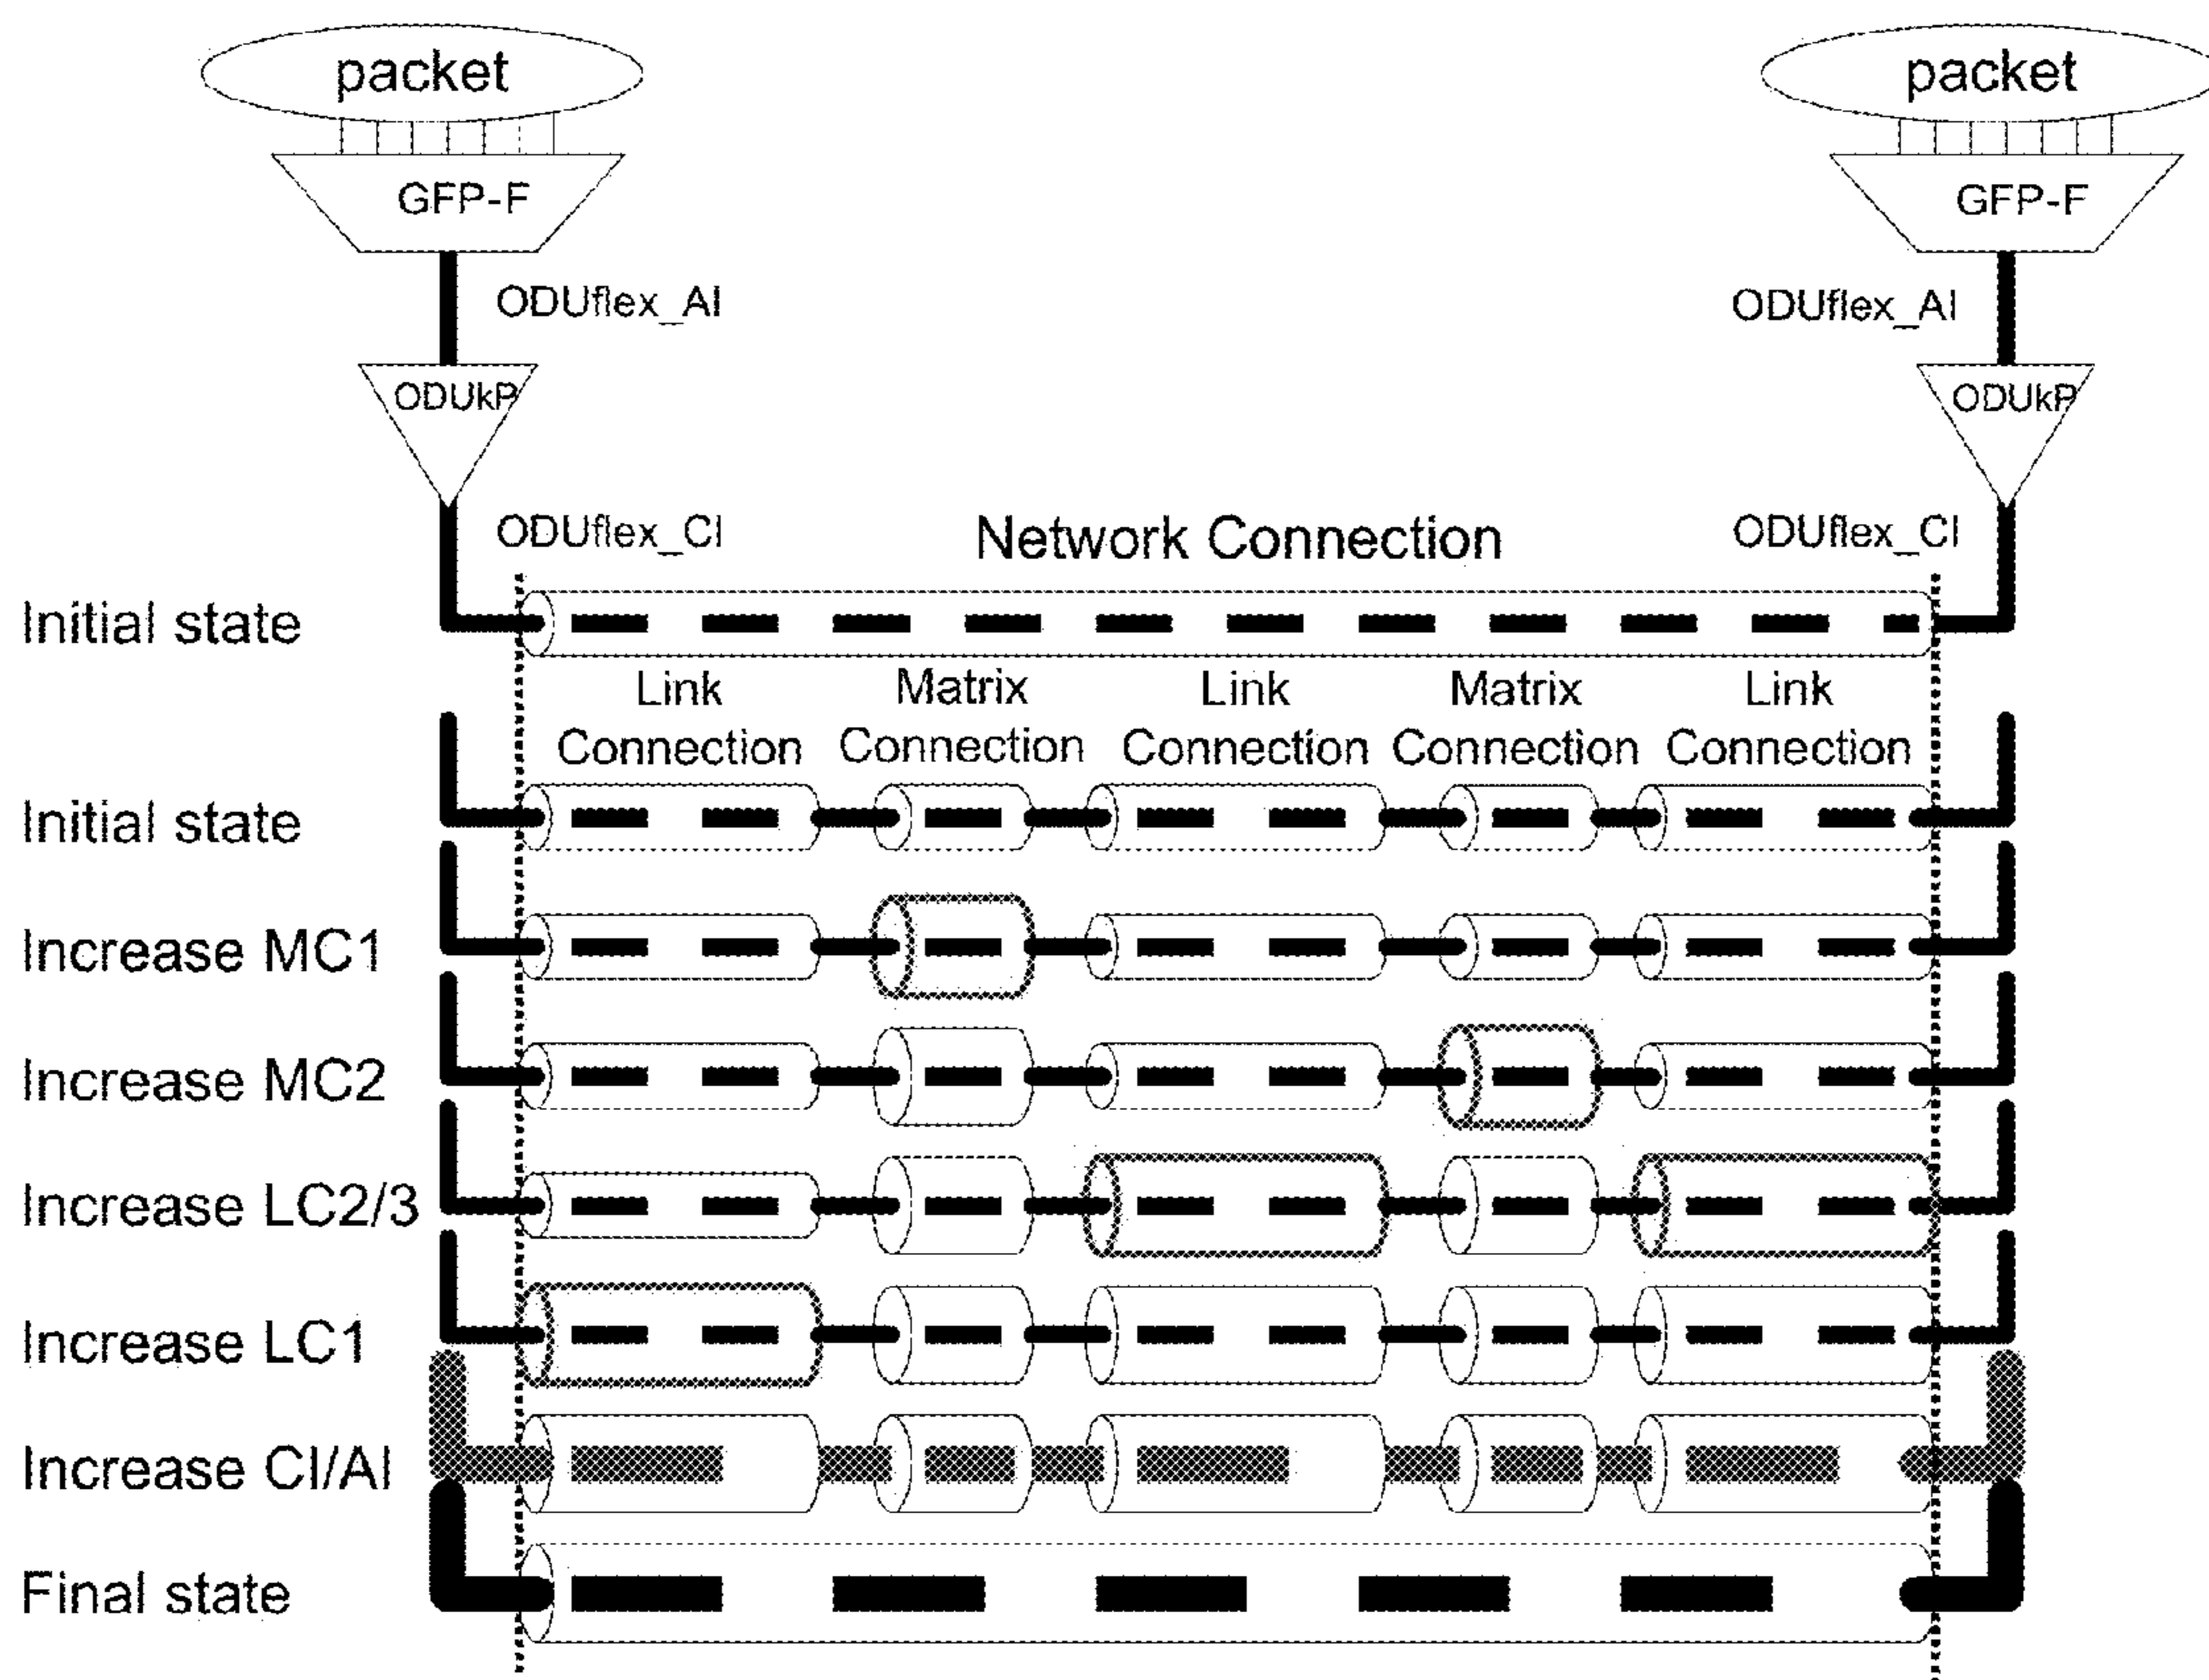 packet packet
GFP-F GFP-F
ODUflex_AI ODUflex_AI
ODUkP ODUkP
ODUflex_CI Network Connection ODUflex_CI
Initial state
Link Matrix Link Matrix Link
Connection Connection Connection Connection Connection
Initial state
Increase MC1
Increase MC2
Increase LC2/3
Increase LC1
Increase CI/AI
Final state